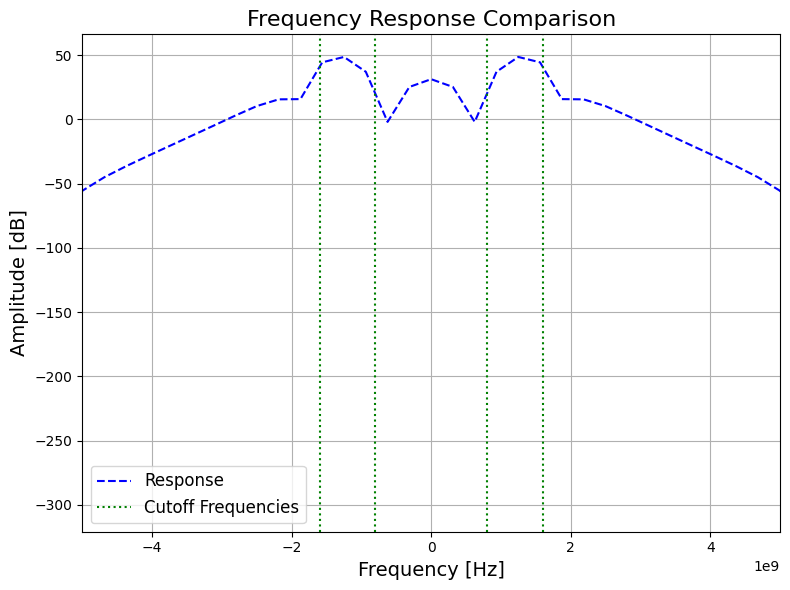 Frequency Response Comparison
Amplitude [dB]
50
0
−50
−100
−150
−200
−250
−300
Response
Cutoff Frequencies
−4 −2 0 2 4
1e9
Frequency [Hz]